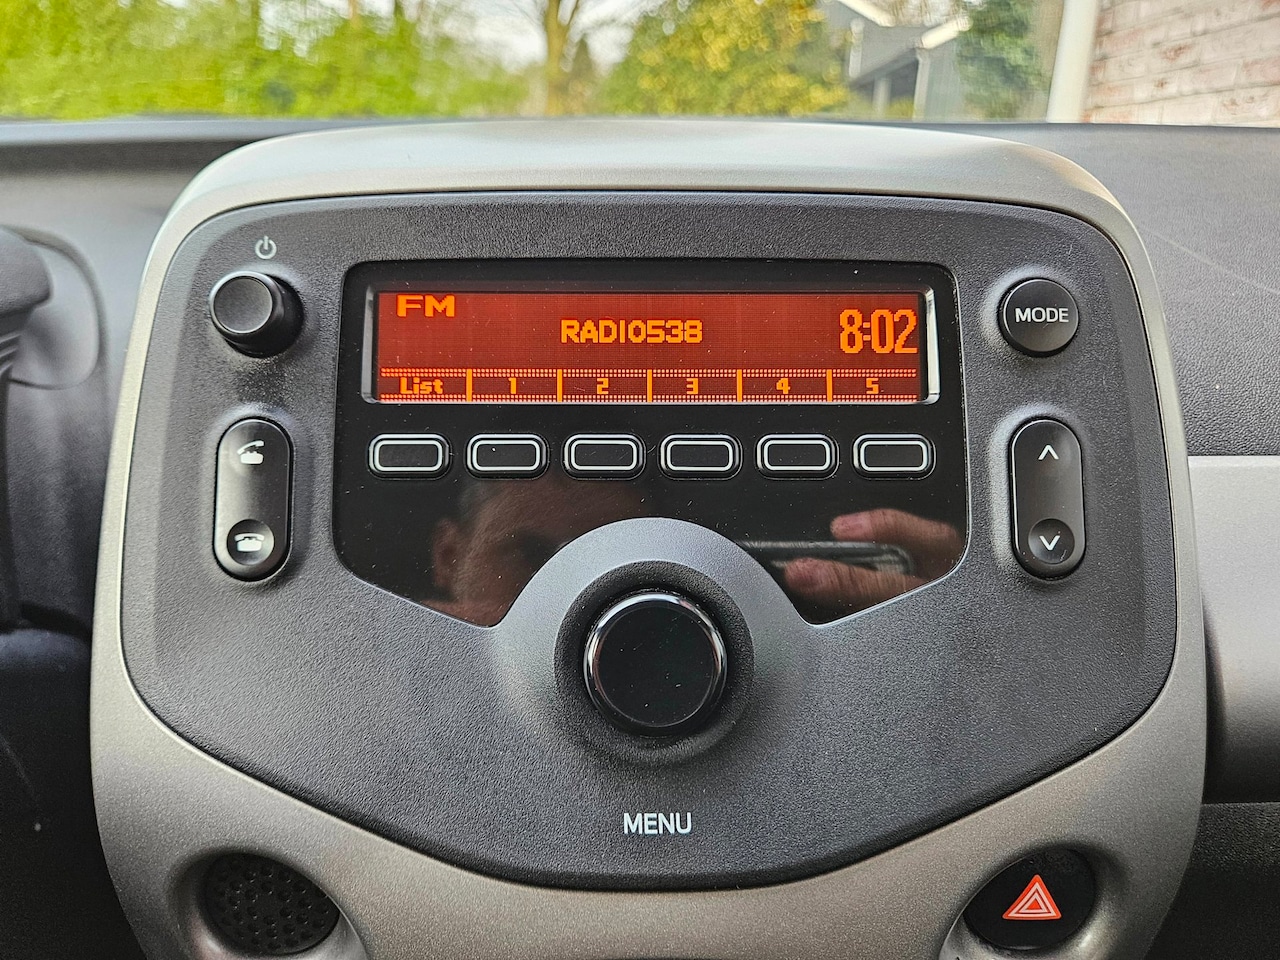 FM
RADIO538
8:02
List 1 2 3 4 5
MODE
MENU